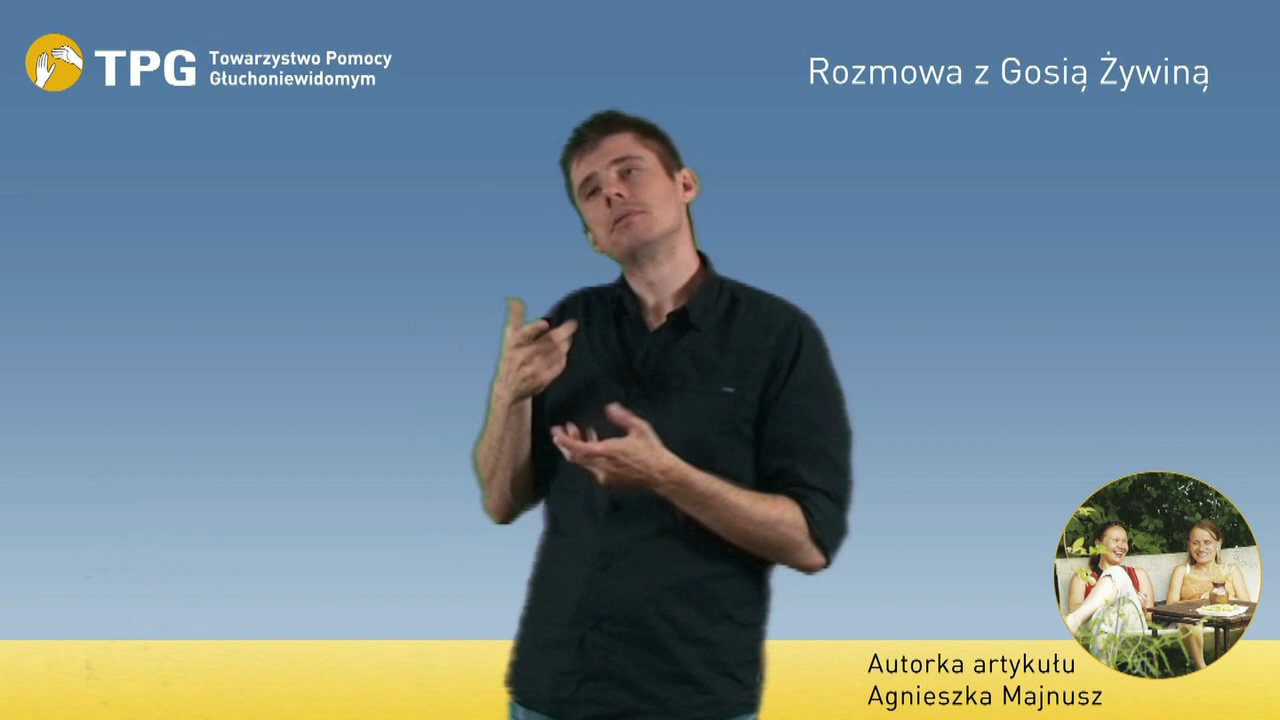 TPG
Towarzystwo Pomocy
Głuchoniewidomym
Rozmowa z Gosią Żywiną
Autorka artykułu
Agnieszka Majnusz